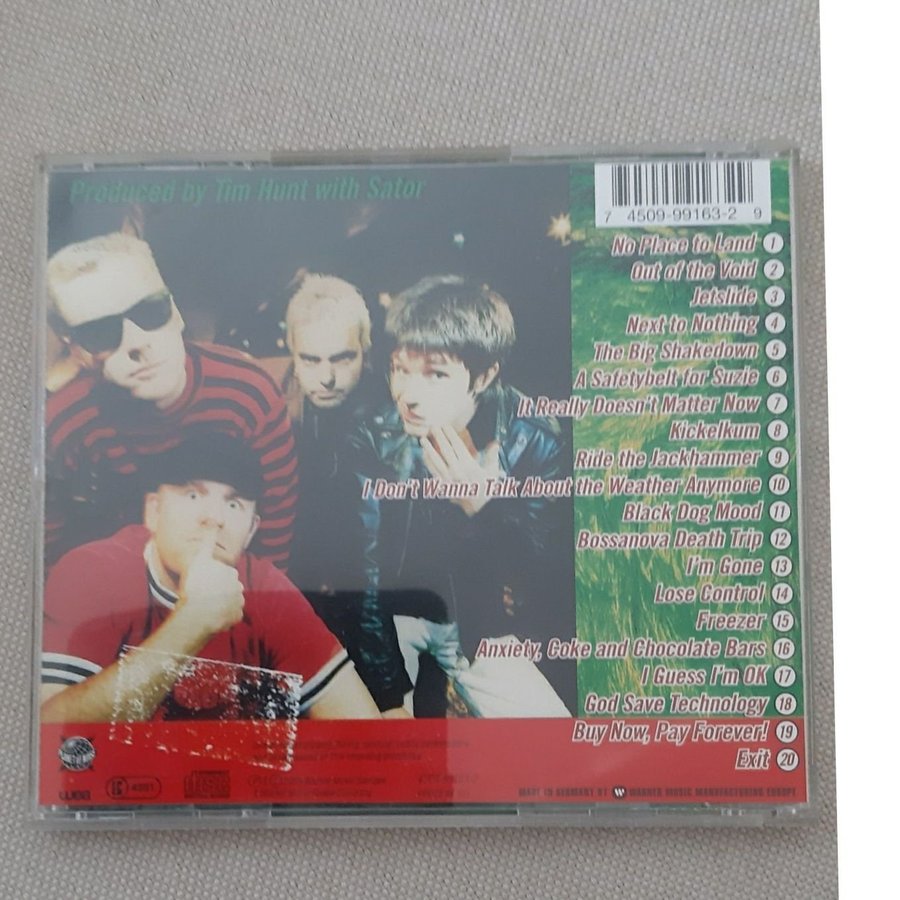 Produced by Tim Hunt with Sator
7 45099-99163-2 9
No Place to Land 1
Out of the Void 2
Jetslide 3
Next to Nothing 4
The Big Shakedown 5
A Safetybelt for Suzie 6
It Really Doesn't Matter Now 7
Kickelkum 8
Ride the Jackhammer 9
I Don't Wanna Talk About the Weather Anymore 10
Black Dog Mood 11
Bossanova Death Trip 12
I'm Gone 13
Lose Control 14
Freezer 15
Anxiety, Coke and Chocolate Bars 16
I Guess I'm OK 17
God Save Technology 18
Buy Now, Pay Forever! 19
Exit 20
wea
LC 4281
MADE IN GERMANY BY WARNER MUSIC MANUFACTURING EUROPE